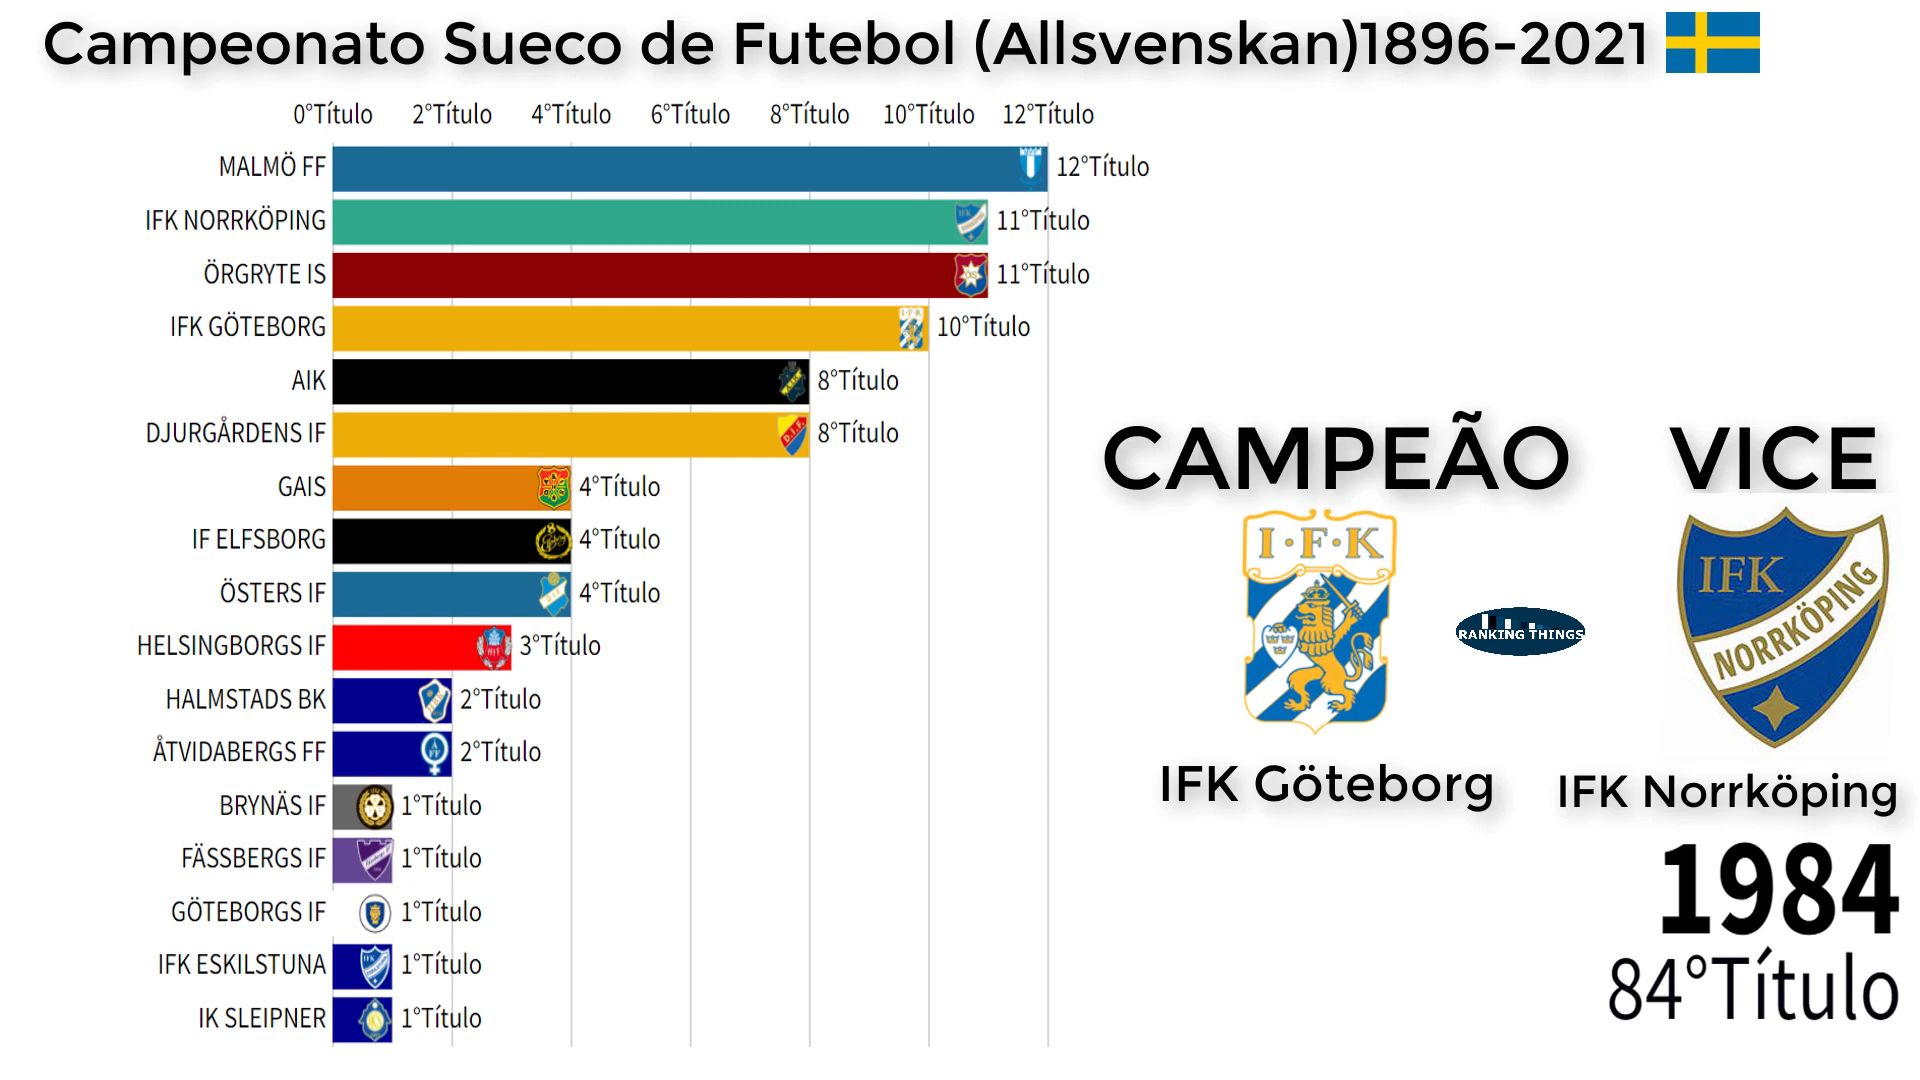 Campeonato Sueco de Futebol (Allsvenskan)1896-2021
0°Título 2°Título 4°Título 6°Título 8°Título 10°Título 12°Título
MALMÖ FF 12°Título
IFK NORRKÖPING 11°Título
ÖRGRYTE IS 11°Título
IFK GÖTEBORG 10°Título
AIK 8°Título
DJURGÅRDENS IF 8°Título
GAIS 4°Título
IF ELFSBORG 4°Título
ÖSTERS IF 4°Título
HELSINGBORGS IF 3°Título
HALMSTADS BK 2°Título
ÅTVIDABERGS FF 2°Título
BRYNÄS IF 1°Título
FÄSSBERGS IF 1°Título
GÖTEBORGS IF 1°Título
IFK ESKILSTUNA 1°Título
IK SLEIPNER 1°Título
CAMPEÃO VICE
I·F·K
IFK
NORRKÖPING
RANKING THINGS
IFK Göteborg IFK Norrköping
1984
84°Título